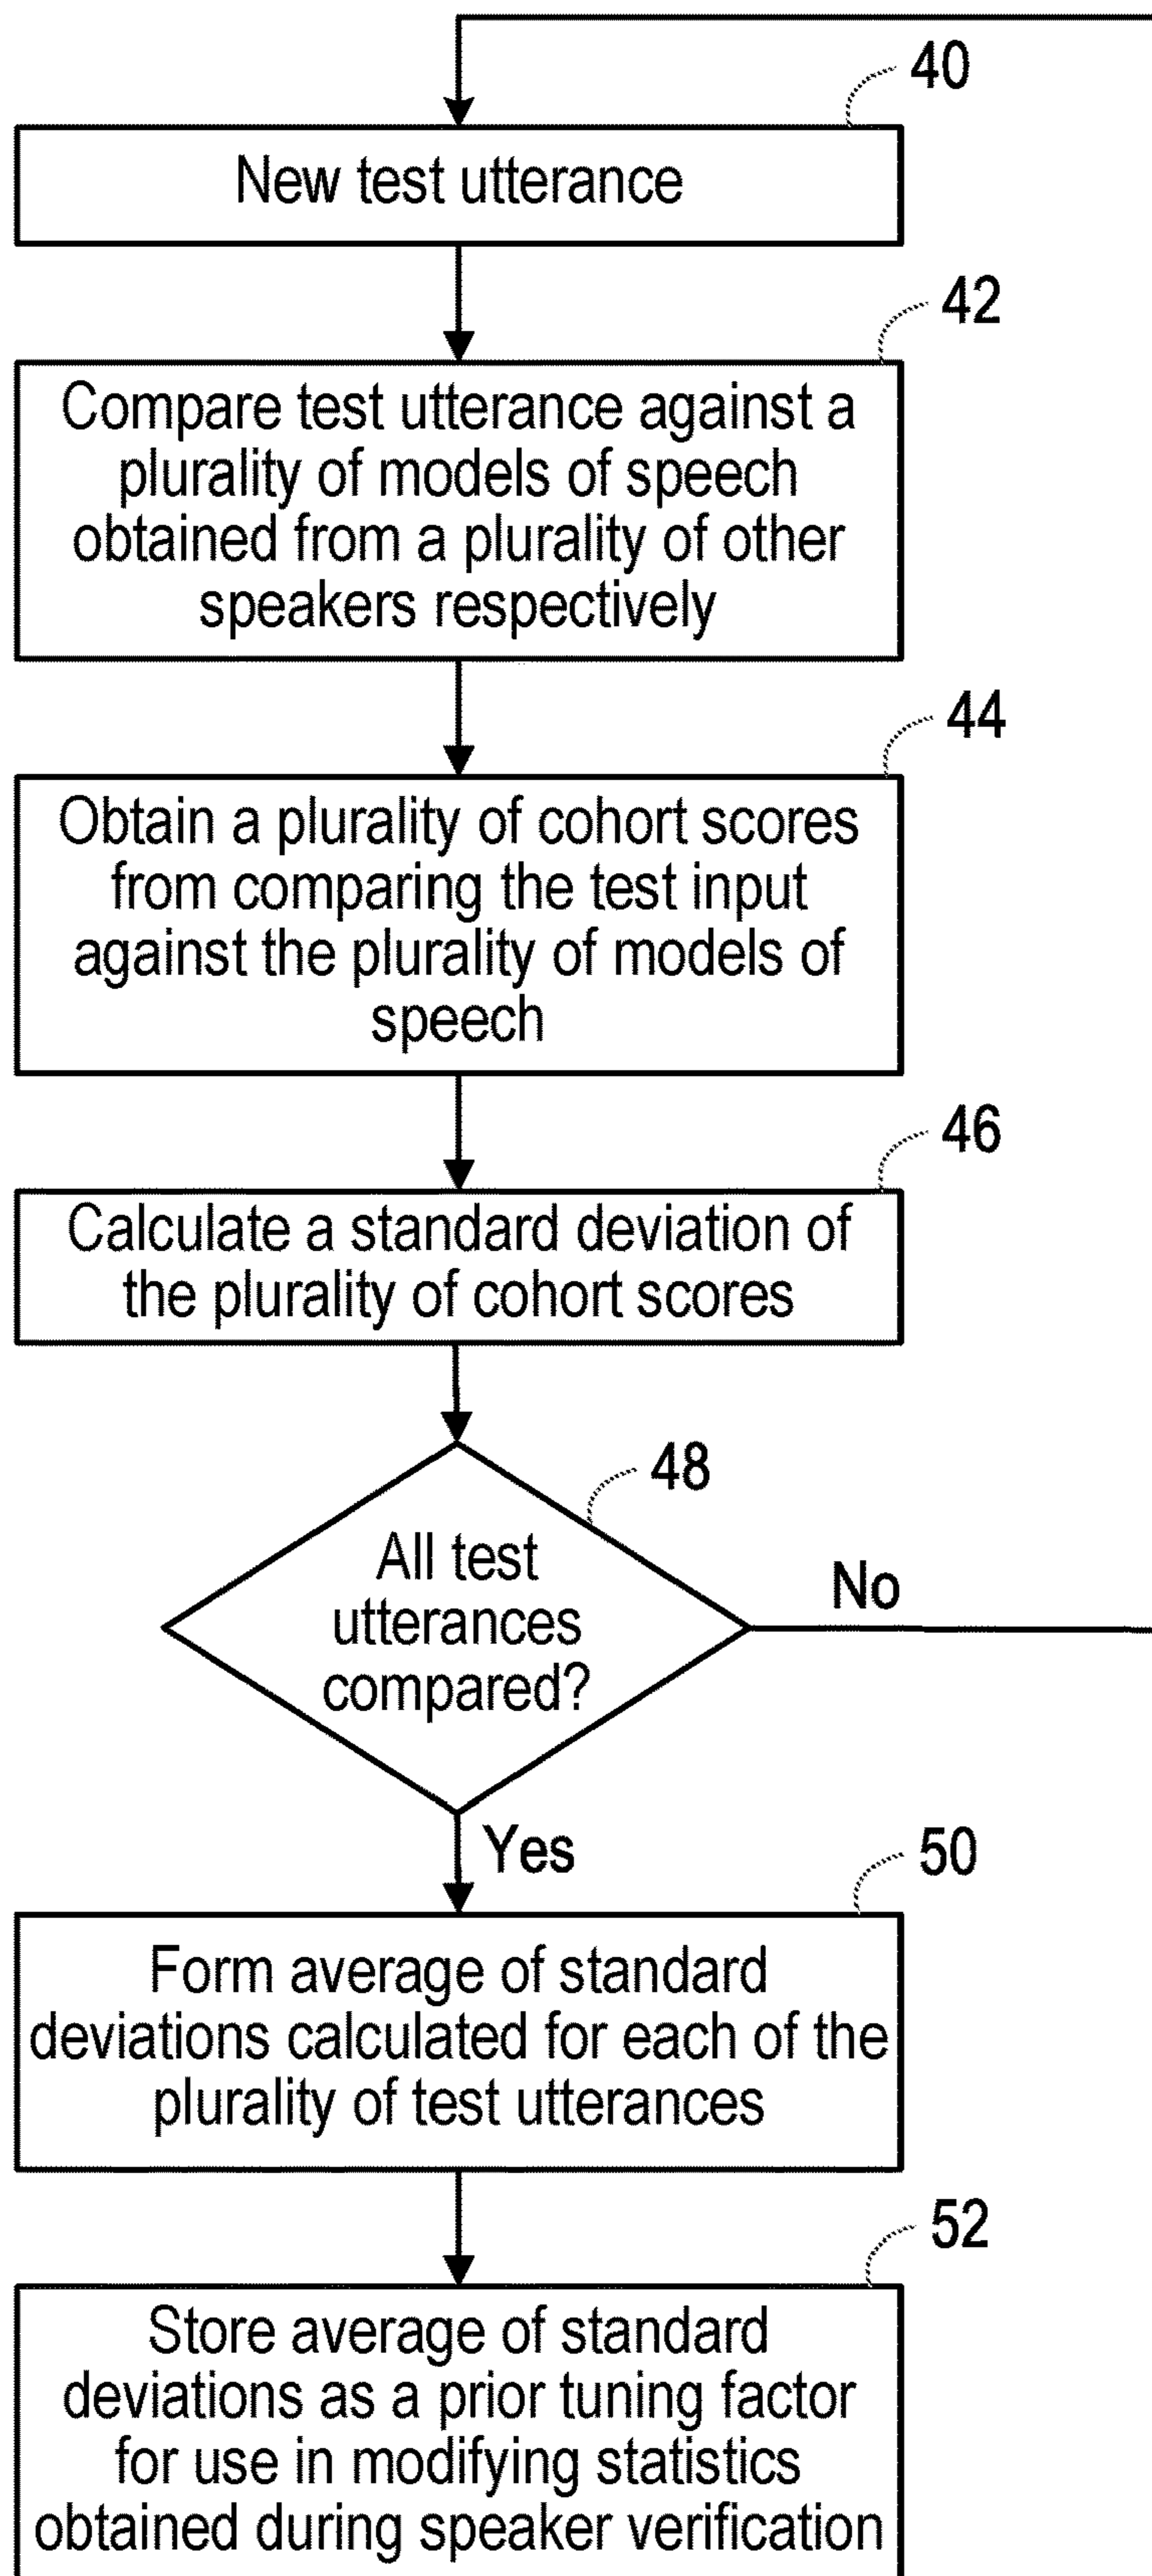 40
New test utterance
42
Compare test utterance against a
plurality of models of speech
obtained from a plurality of other
speakers respectively
44
Obtain a plurality of cohort scores
from comparing the test input
against the plurality of models of
speech
46
Calculate a standard deviation of
the plurality of cohort scores
48
All test
utterances
compared?
No
Yes
50
Form average of standard
deviations calculated for each of the
plurality of test utterances
52
Store average of standard
deviations as a prior tuning factor
for use in modifying statistics
obtained during speaker verification